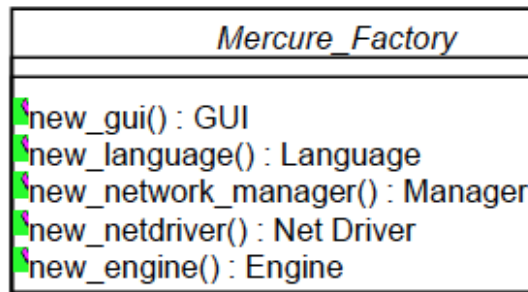 Mercure_Factory
new_gui() : GUI
new_language() : Language
new_network_manager() : Manager
new_netdriver() : Net Driver
new_engine() : Engine